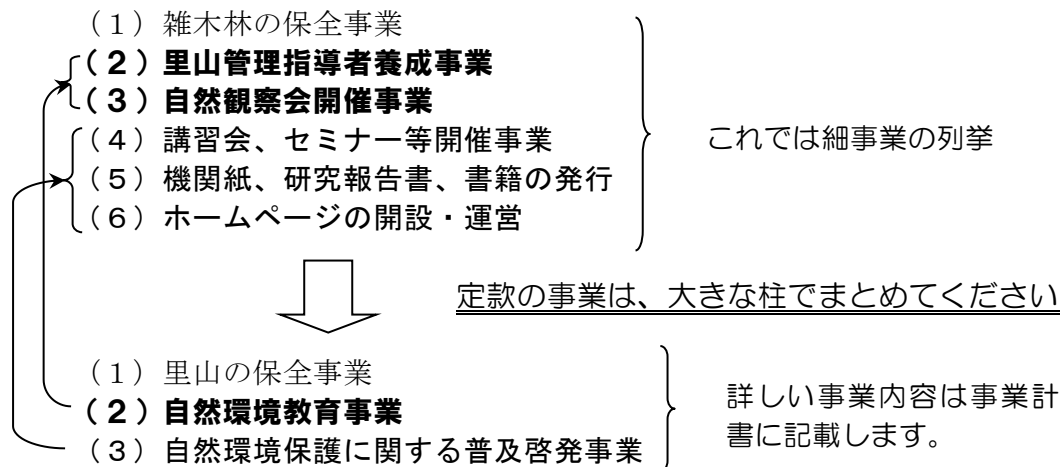 （１）雑木林の保全事業
（２）里山管理指導者養成事業
（３）自然観察会開催事業
（４）講習会、セミナー等開催事業
（５）機関紙、研究報告書、書籍の発行
（６）ホームページの開設・運営
これでは細事業の列挙
定款の事業は、大きな柱でまとめてください
（１）里山の保全事業
（２）自然環境教育事業
（３）自然環境保護に関する普及啓発事業
詳しい事業内容は事業計
書に記載します。